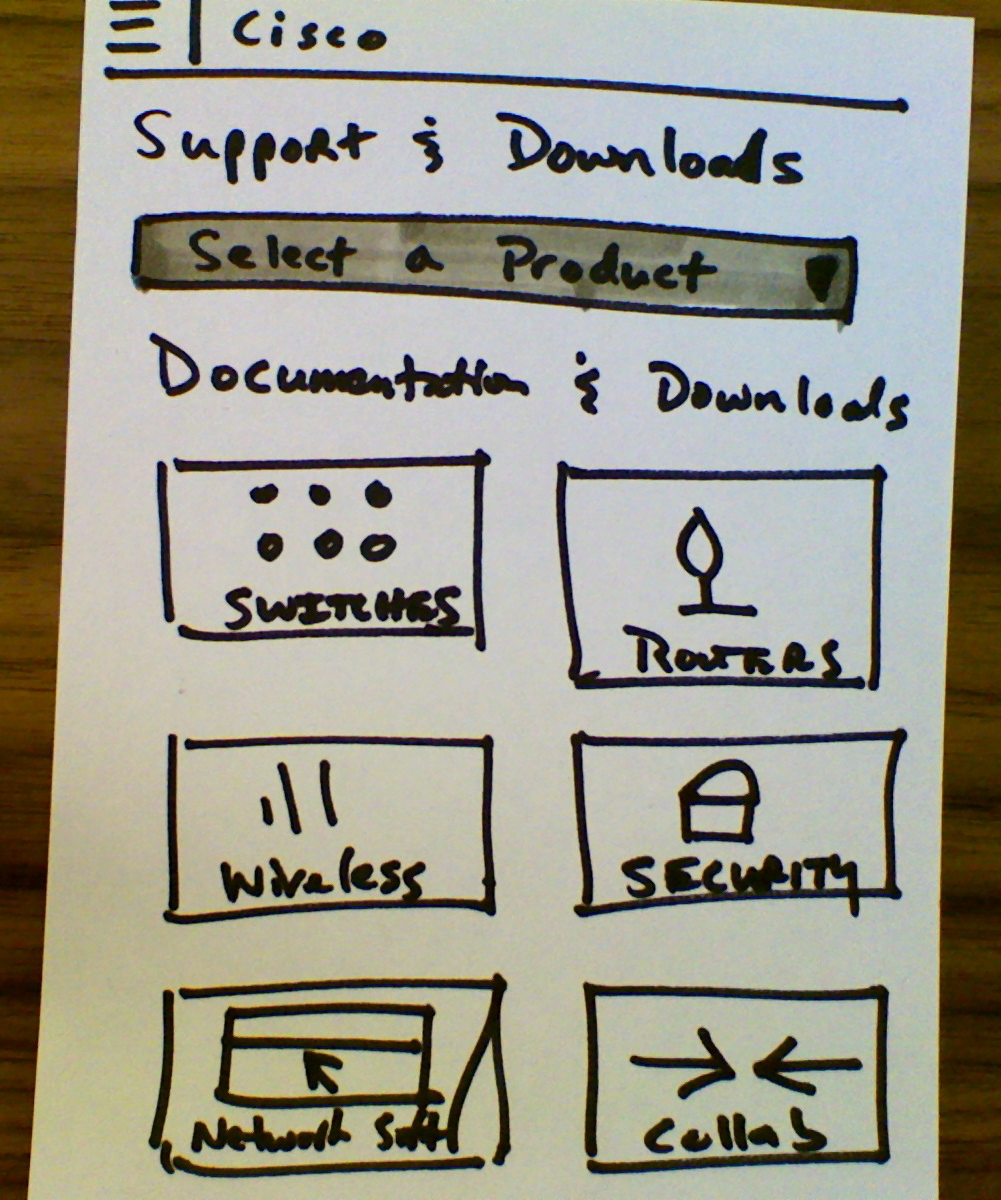 Cisco
Support & Downloads
Select a Product
Documentation & Downloads
SWITCHES
ROUTERS
Wireless
SECURITY
Network Soft
Collab